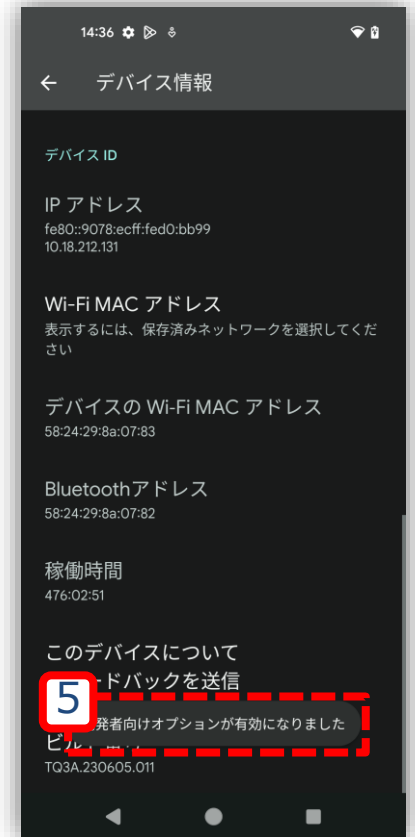 14:36
デバイス情報
デバイス ID
IP アドレス
fe80::9078:ecff:fed0:bb99
10.18.212.131
Wi-Fi MAC アドレス
表示するには、保存済みネットワークを選択してくだ
さい
デバイスの Wi-Fi MAC アドレス
58:24:29:8a:07:83
Bluetoothアドレス
58:24:29:8a:07:82
稼働時間
476:02:51
このデバイスについて
ードバックを送信
5
発者向けオプションが有効になりました
ビル
TQ3A.230605.011